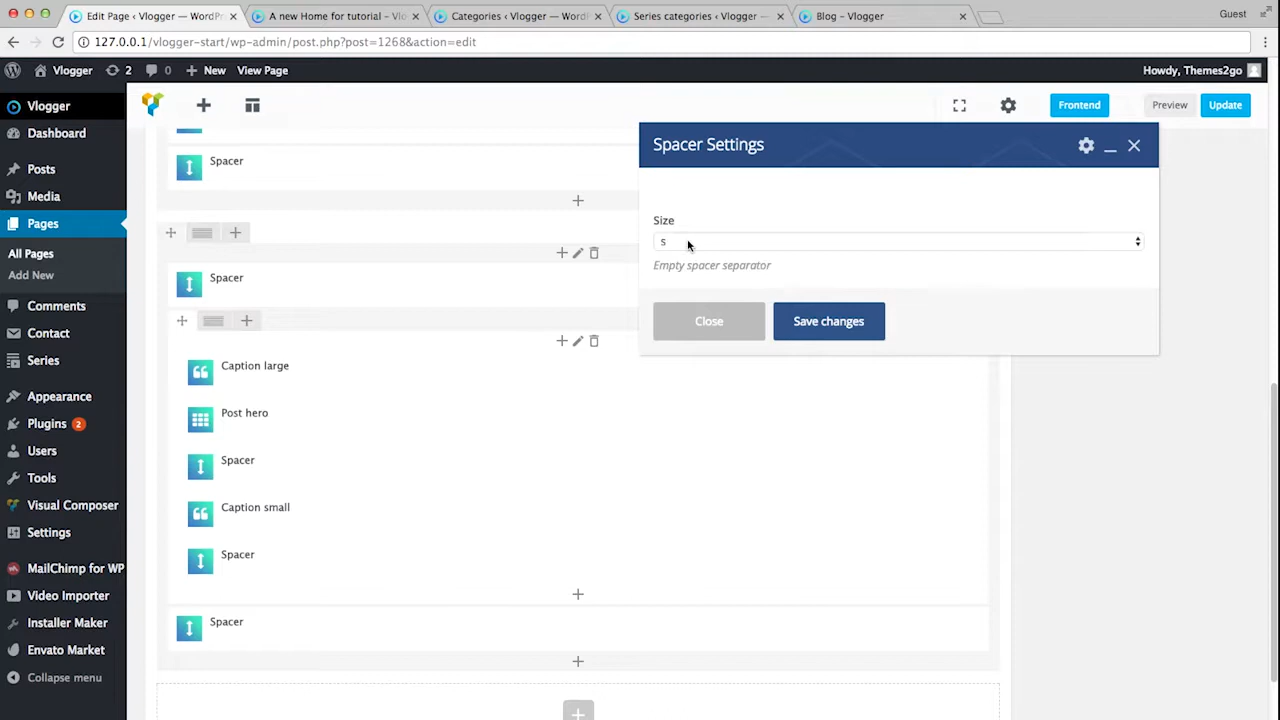 Edit Page ‹ Vlogger — WordPr
A new Home for tutorial – Vlo
Categories ‹ Vlogger — WordP
Series categories ‹ Vlogger —
Blog – Vlogger
Guest
127.0.0.1/vlogger-start/wp-admin/post.php?post=1268&action=edit
Vlogger
2
0
New
View Page
Howdy, Themes2go
Vlogger
Dashboard
Posts
Media
Pages
All Pages
Add New
Comments
Contact
Series
Appearance
Plugins 2
Users
Tools
Visual Composer
Settings
MailChimp for WP
Video Importer
Installer Maker
Envato Market
Collapse menu
Frontend
Preview
Update
Spacer
Spacer
Caption large
Post hero
Spacer
Caption small
Spacer
Spacer
Spacer Settings
Size
s
Empty spacer separator
Close
Save changes